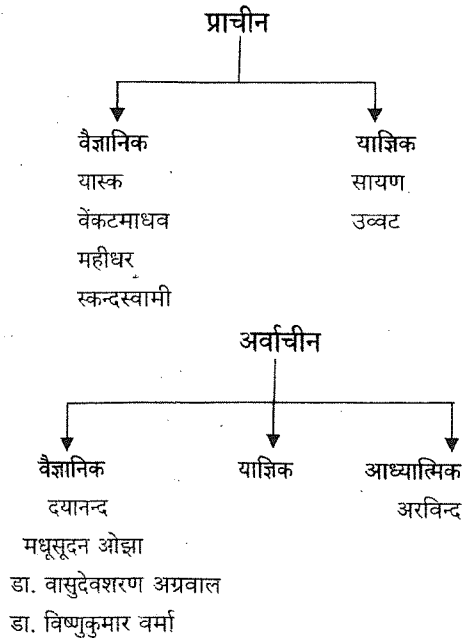 प्राचीन
वैज्ञानिक याज्ञिक
यास्क सायण
वेंकटमाधव उव्वट
महीधर
स्कन्दस्वामी
अर्वाचीन
वैज्ञानिक याज्ञिक आध्यात्मिक
दयानन्द अरविन्द
मधूसूदन ओझा
डा. वासुदेवशरण अग्रवाल
डा. विष्णुकुमार वर्मा